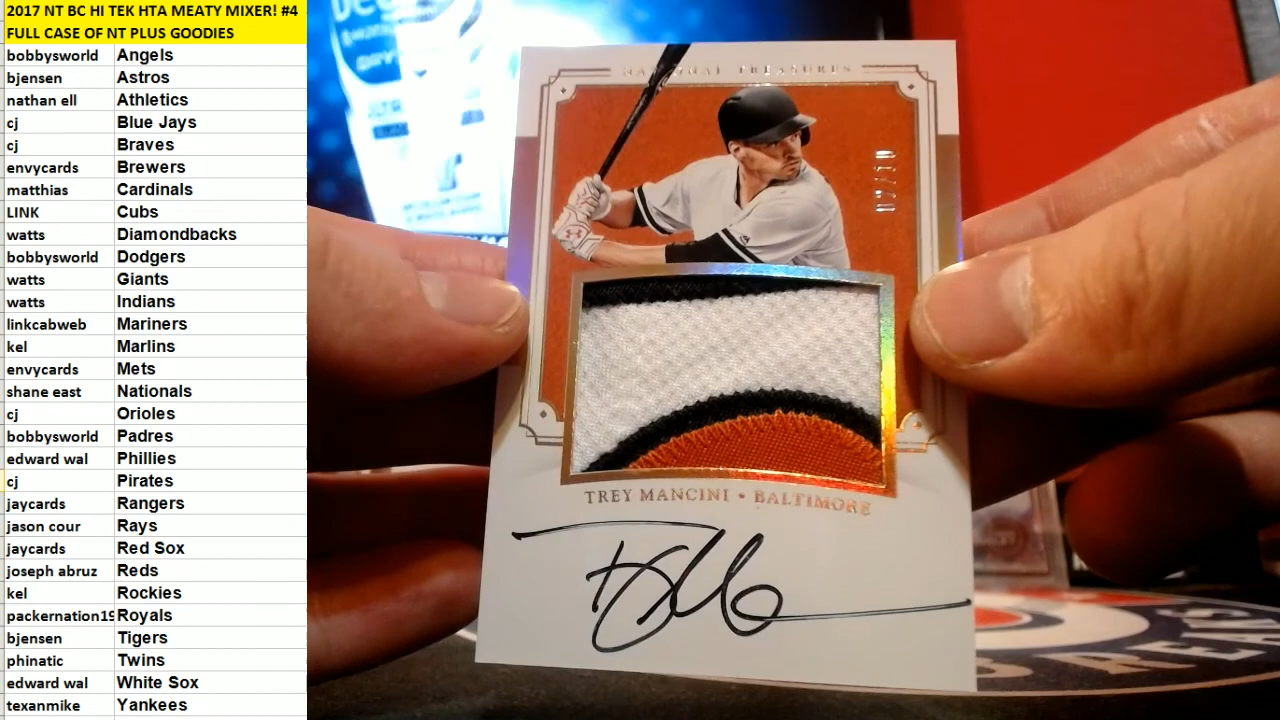 2017 NT BC HI TEK HTA MEATY MIXER! #4
FULL CASE OF NT PLUS GOODIES
bobbysworld Angels
bjensen Astros
nathan ell Athletics
cj Blue Jays
cj Braves
envycards Brewers
matthias Cardinals
LINK Cubs
watts Diamondbacks
bobbysworld Dodgers
watts Giants
watts Indians
linkcabweb Mariners
kel Marlins
envycards Mets
shane east Nationals
cj Orioles
bobbysworld Padres
edward wal Phillies
cj Pirates
jaycards Rangers
jason cour Rays
jaycards Red Sox
joseph abruz Reds
kel Rockies
packernation19 Royals
bjensen Tigers
phinatic Twins
edward wal White Sox
texanmike Yankees
NATIONAL TREASURES
TREY MANCINI • BALTIMORE
BREAKS